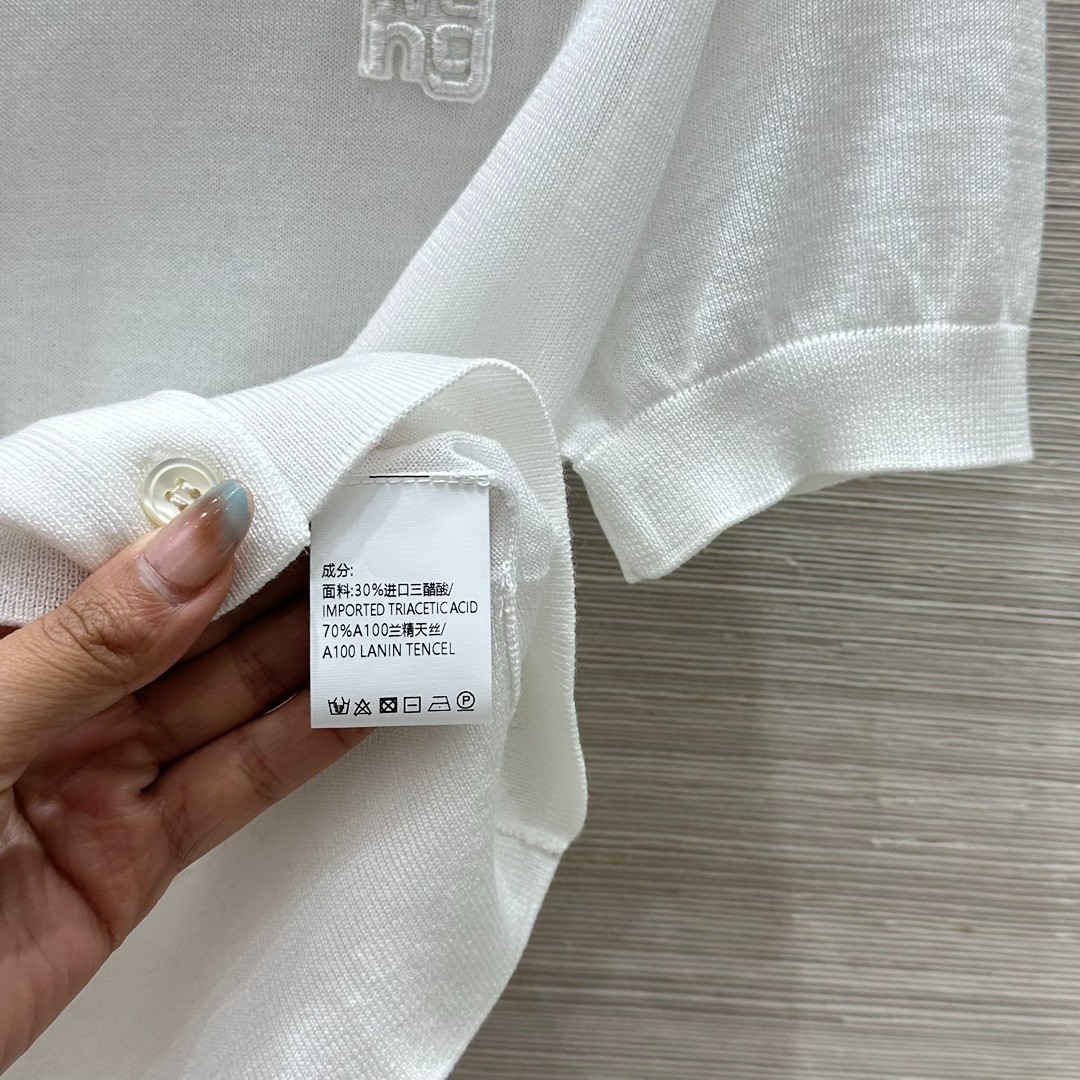 成分:
面料:30%进口三醋酸/
IMPORTED TRIACETIC ACID
70%A100兰精天丝/
A100 LANIN TENCEL
P